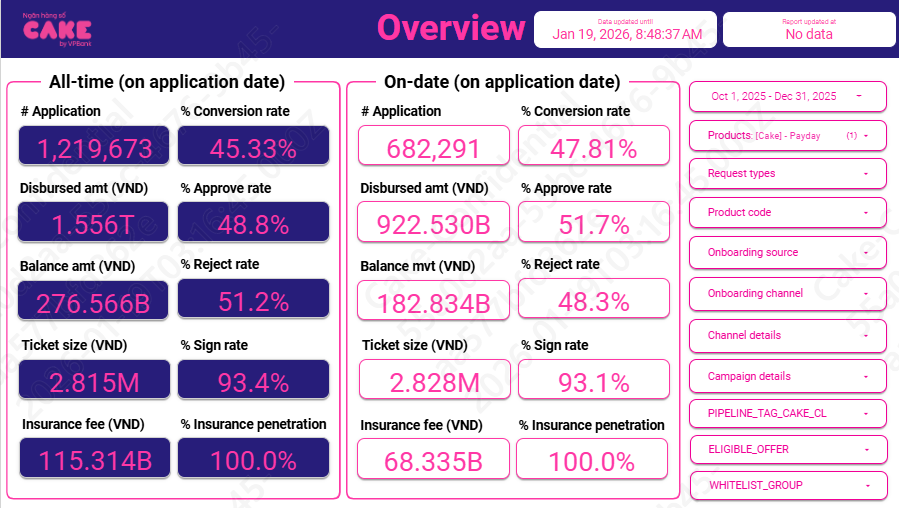 Ngân hàng số
CAKE
by VPBank
Overview
Data updated until
Jan 19, 2026, 8:48:37 AM
Report updated at
No data
All-time (on application date)
# Application
% Conversion rate
1,219,673
45.33%
Disbursed amt (VND)
% Approve rate
1.556T
48.8%
Balance amt (VND)
% Reject rate
276.566B
51.2%
Ticket size (VND)
% Sign rate
2.815M
93.4%
Insurance fee (VND)
% Insurance penetration
115.314B
100.0%
On-date (on application date)
# Application
% Conversion rate
682,291
47.81%
Disbursed amt (VND)
% Approve rate
922.530B
51.7%
Balance mvt (VND)
% Reject rate
182.834B
48.3%
Ticket size (VND)
% Sign rate
2.828M
93.1%
Insurance fee (VND)
% Insurance penetration
68.335B
100.0%
Oct 1, 2025 - Dec 31, 2025
Products: [Cake] - Payday (1)
Request types
Product code
Onboarding source
Onboarding channel
Channel details
Campaign details
PIPELINE_TAG_CAKE_CL
ELIGIBLE_OFFER
WHITELIST_GROUP